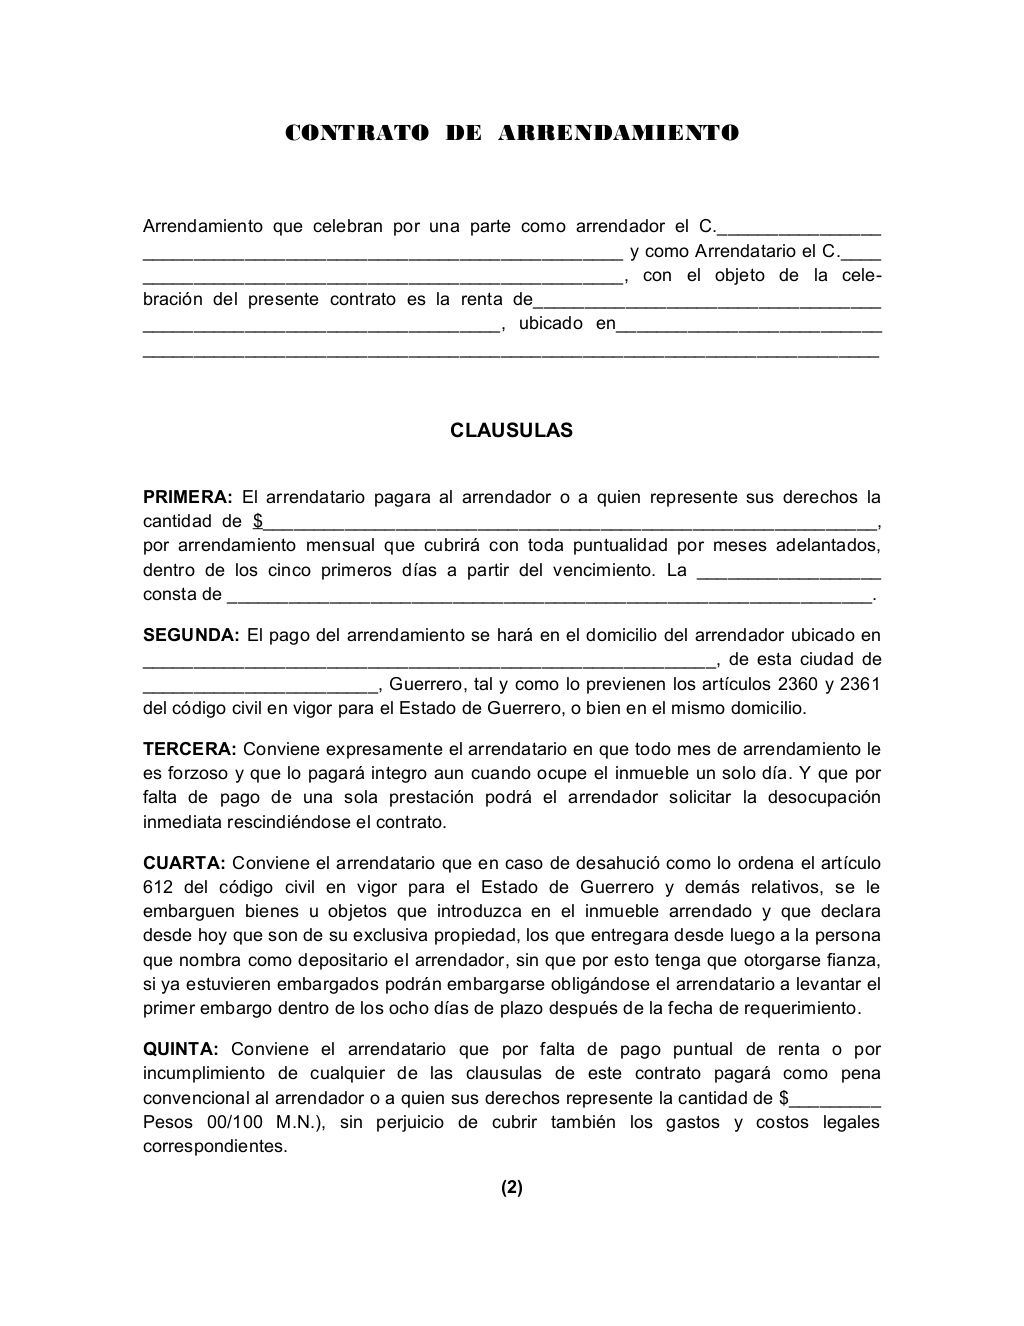 CONTRATO DE ARRENDAMIENTO
Arrendamiento que celebran por una parte como arrendador el C.________________
_______________________________________________ y como Arrendatario el C.____
_______________________________________________, con el objeto de la cele-
bración del presente contrato es la renta de__________________________________
___________________________________, ubicado en__________________________
________________________________________________________________________
CLAUSULAS
PRIMERA: El arrendatario pagara al arrendador o a quien represente sus derechos la
cantidad de $____________________________________________________________,
por arrendamiento mensual que cubrirá con toda puntualidad por meses adelantados,
dentro de los cinco primeros días a partir del vencimiento. La __________________
consta de _______________________________________________________________.
SEGUNDA: El pago del arrendamiento se hará en el domicilio del arrendador ubicado en
________________________________________________________, de esta ciudad de
_______________________, Guerrero, tal y como lo previenen los artículos 2360 y 2361
del código civil en vigor para el Estado de Guerrero, o bien en el mismo domicilio.
TERCERA: Conviene expresamente el arrendatario en que todo mes de arrendamiento le
es forzoso y que lo pagará integro aun cuando ocupe el inmueble un solo día. Y que por
falta de pago de una sola prestación podrá el arrendador solicitar la desocupación
inmediata rescindiéndose el contrato.
CUARTA: Conviene el arrendatario que en caso de desahució como lo ordena el artículo
612 del código civil en vigor para el Estado de Guerrero y demás relativos, se le
embarguen bienes u objetos que introduzca en el inmueble arrendado y que declara
desde hoy que son de su exclusiva propiedad, los que entregara desde luego a la persona
que nombra como depositario el arrendador, sin que por esto tenga que otorgarse fianza,
si ya estuvieren embargados podrán embargarse obligándose el arrendatario a levantar el
primer embargo dentro de los ocho días de plazo después de la fecha de requerimiento.
QUINTA: Conviene el arrendatario que por falta de pago puntual de renta o por
incumplimiento de cualquier de las clausulas de este contrato pagará como pena
convencional al arrendador o a quien sus derechos represente la cantidad de $_________
Pesos 00/100 M.N.), sin perjuicio de cubrir también los gastos y costos legales
correspondientes.
(2)